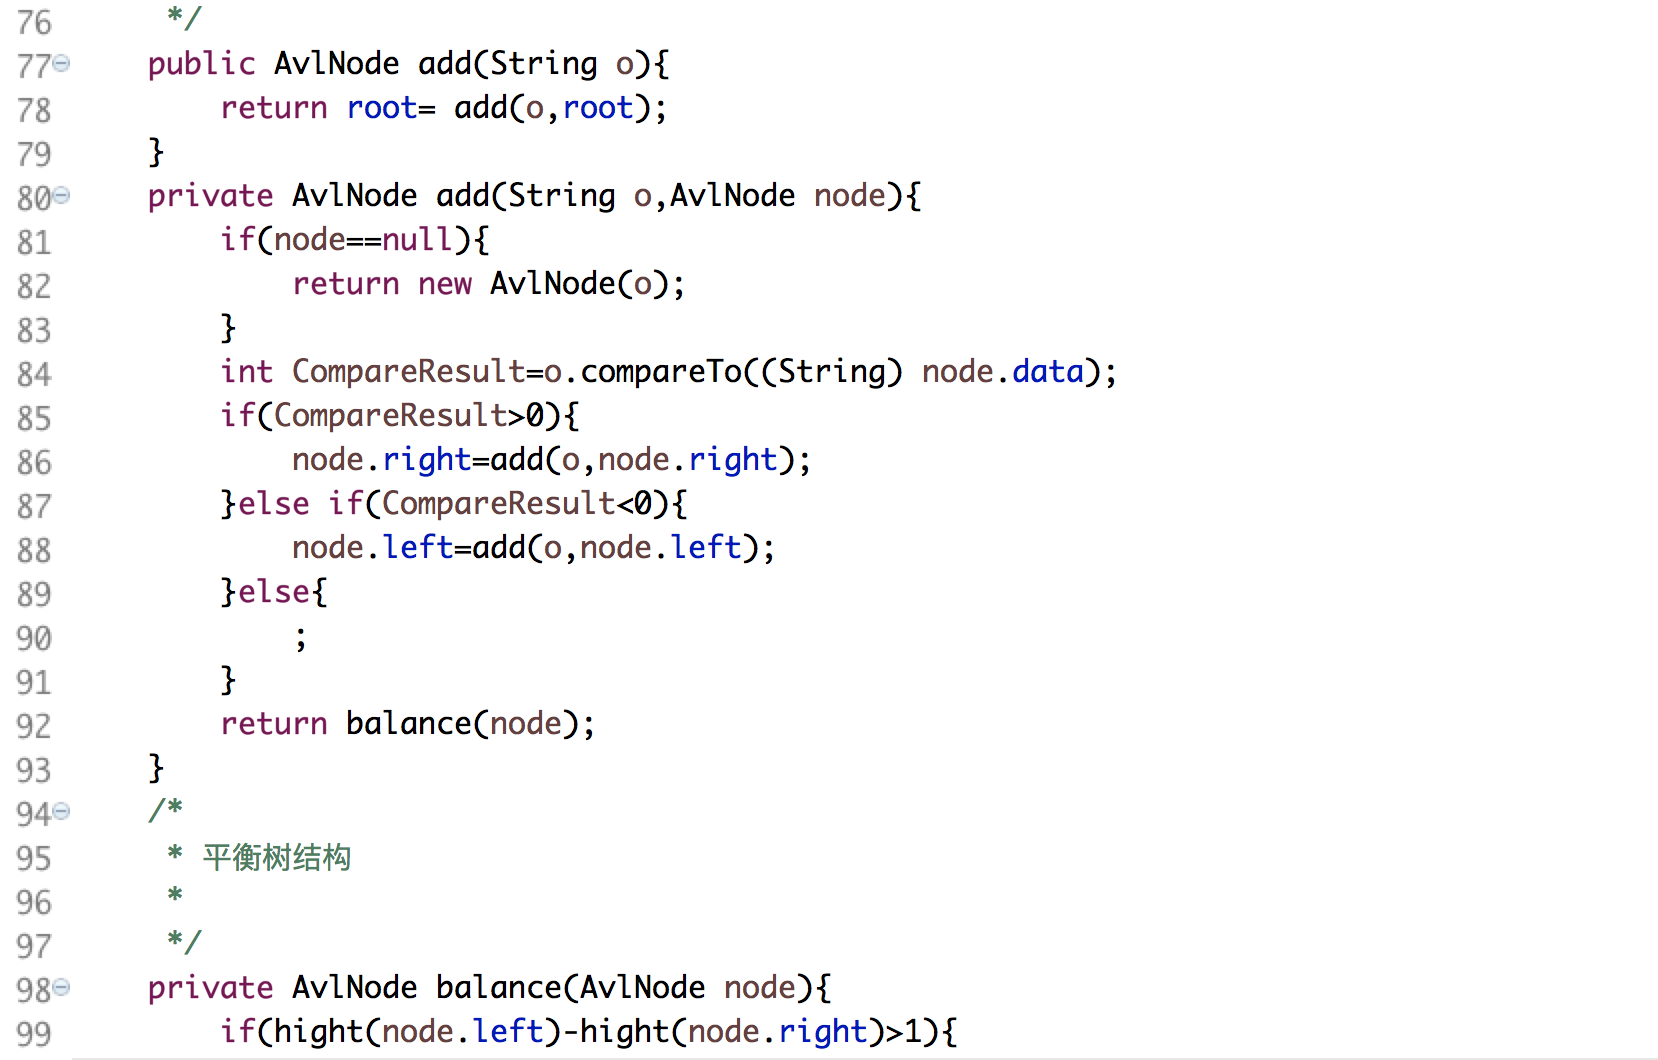 76 */
77 public AvlNode add(String o){
78 return root= add(o,root);
79 }
80 private AvlNode add(String o,AvlNode node){
81 if(node==null){
82 return new AvlNode(o);
83 }
84 int CompareResult=o.compareTo((String) node.data);
85 if(CompareResult>0){
86 node.right=add(o,node.right);
87 }else if(CompareResult<0){
88 node.left=add(o,node.left);
89 }else{
90 ;
91 }
92 return balance(node);
93 }
94 /*
95 * 平衡树结构
96 *
97 */
98 private AvlNode balance(AvlNode node){
99 if(hight(node.left)-hight(node.right)>1){